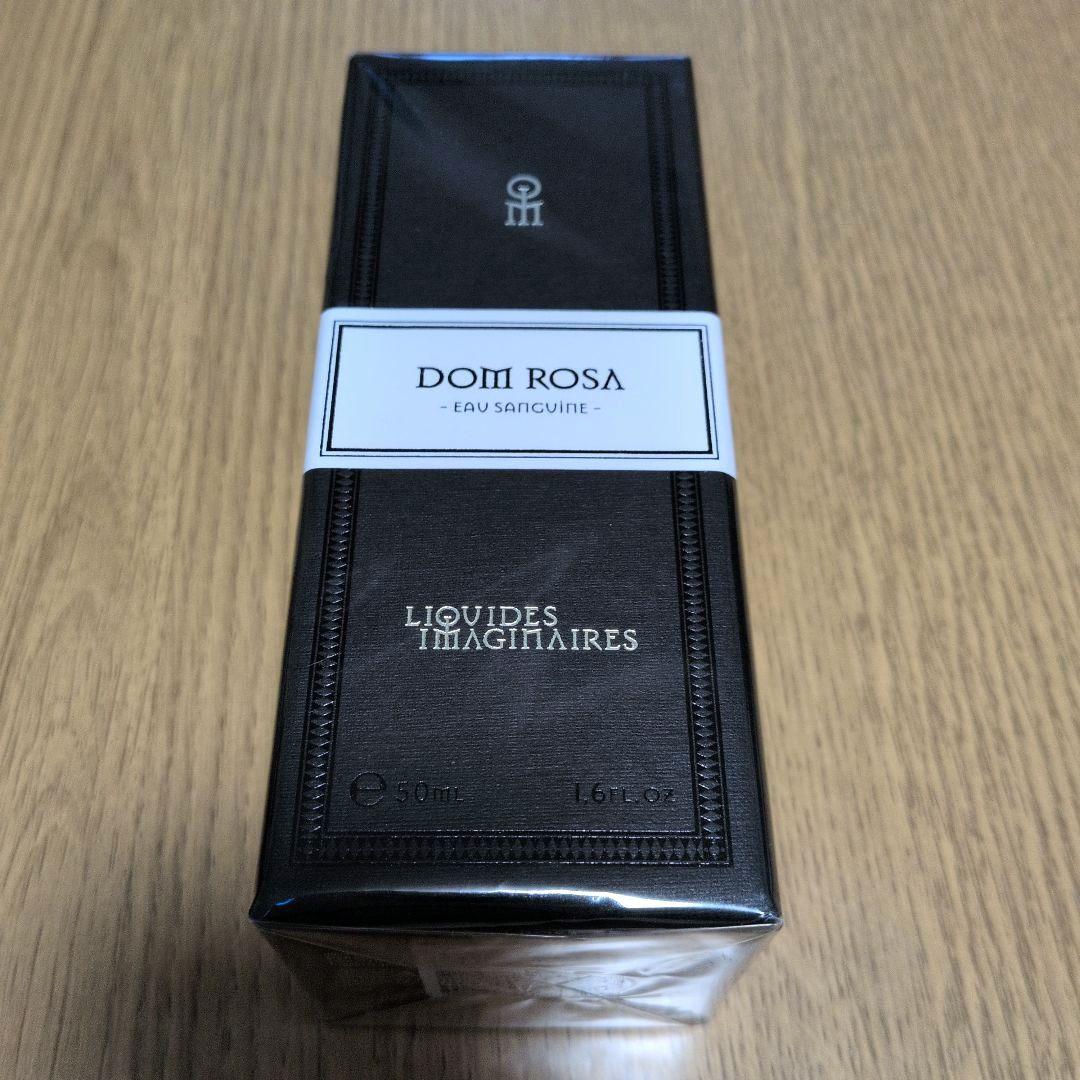 DOM ROSA
- EAU SANGUINE -
LIQUIDES
IMAGINAIRES
℮ 50ML 1.6FL.OZ